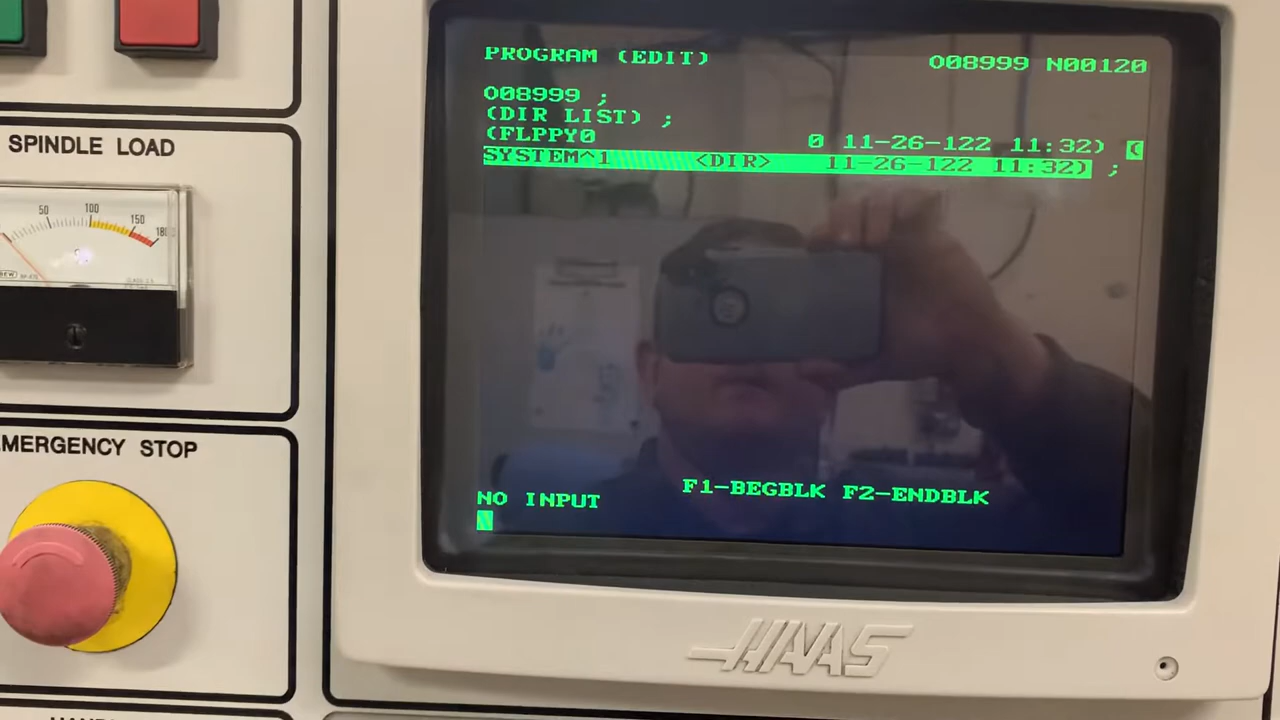 PROGRAM (EDIT) O08999 N00120
O08999 ;
(DIR LIST) ;
(FLPPY0 0 11-26-122 11:32) (
SYSTEM^1 <DIR> 11-26-122 11:32) ;
F1-BEGBLK F2-ENDBLK
NO INPUT
HAAS
SPINDLE LOAD
50 100 150 180
MERGENCY STOP